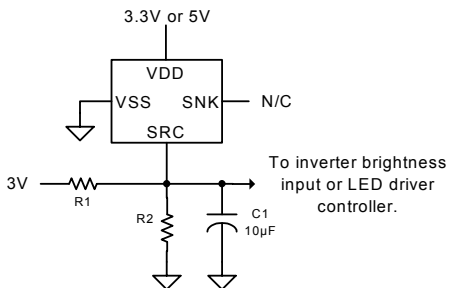 3.3V or 5V
VDD
VSS SNK N/C
SRC
To inverter brightness
input or LED driver
controller.
3V
R1
R2
C1
10µF